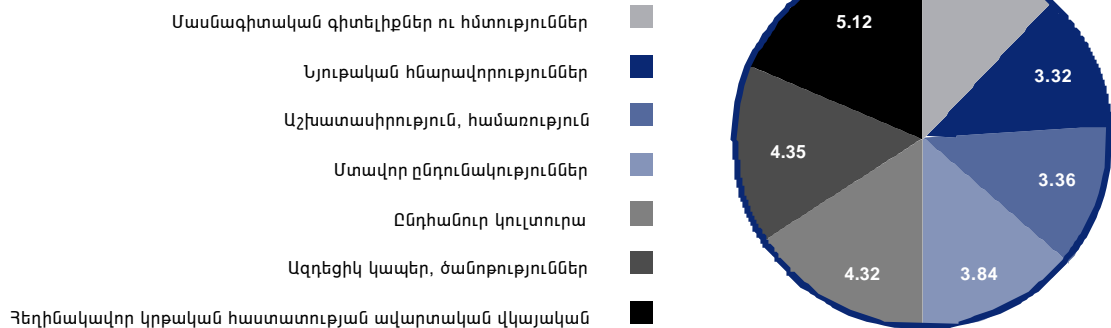 Մասնագիտական գիտելիքներ ու հմտություններ
Նյութական հնարավորություններ
Աշխատասիրություն, համառություն
Մտավոր ընդունակություններ
Ընդհանուր կուլտուրա
Ազդեցիկ կապեր, ծանոթություններ
Հեղինակավոր կրթական հաստատության ավարտական վկայական
5.12
3.32
4.35
3.36
4.32
3.84